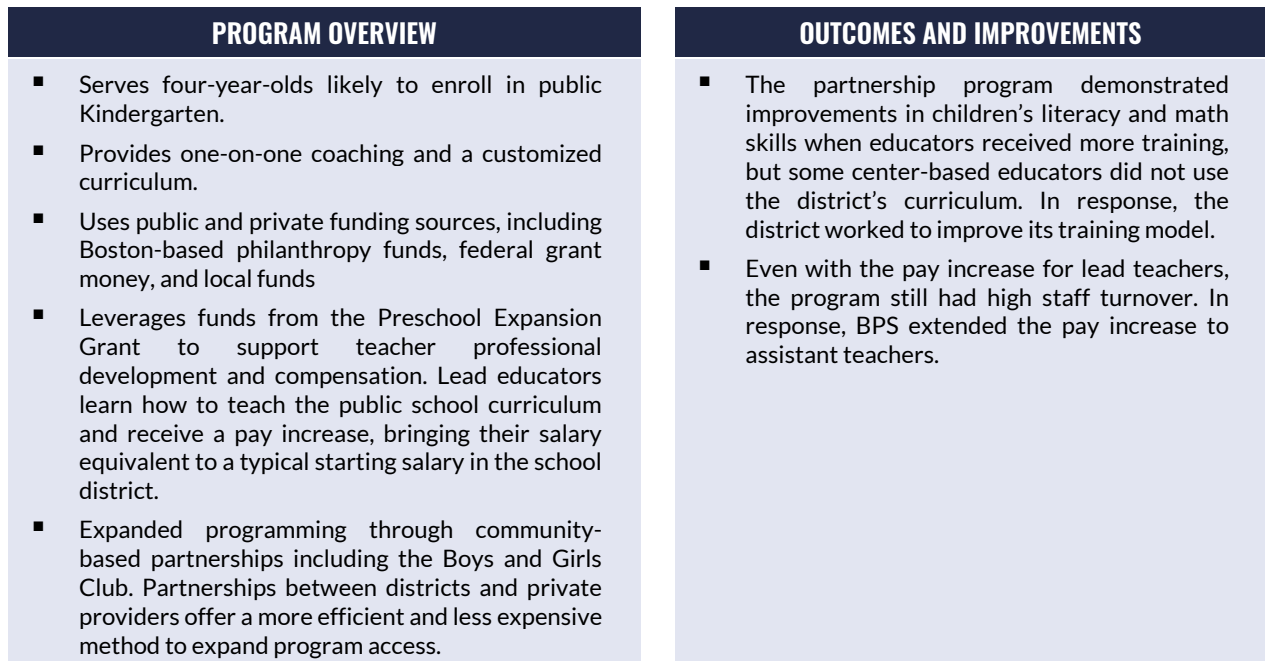 PROGRAM OVERVIEW
▪ Serves four-year-olds likely to enroll in public
Kindergarten.
▪ Provides one-on-one coaching and a customized
curriculum.
▪ Uses public and private funding sources, including
Boston-based philanthropy funds, federal grant
money, and local funds
▪ Leverages funds from the Preschool Expansion
Grant to support teacher professional
development and compensation. Lead educators
learn how to teach the public school curriculum
and receive a pay increase, bringing their salary
equivalent to a typical starting salary in the school
district.
▪ Expanded programming through community-
based partnerships including the Boys and Girls
Club. Partnerships between districts and private
providers offer a more efficient and less expensive
method to expand program access.
OUTCOMES AND IMPROVEMENTS
▪ The partnership program demonstrated
improvements in children’s literacy and math
skills when educators received more training,
but some center-based educators did not use
the district’s curriculum. In response, the
district worked to improve its training model.
▪ Even with the pay increase for lead teachers,
the program still had high staff turnover. In
response, BPS extended the pay increase to
assistant teachers.